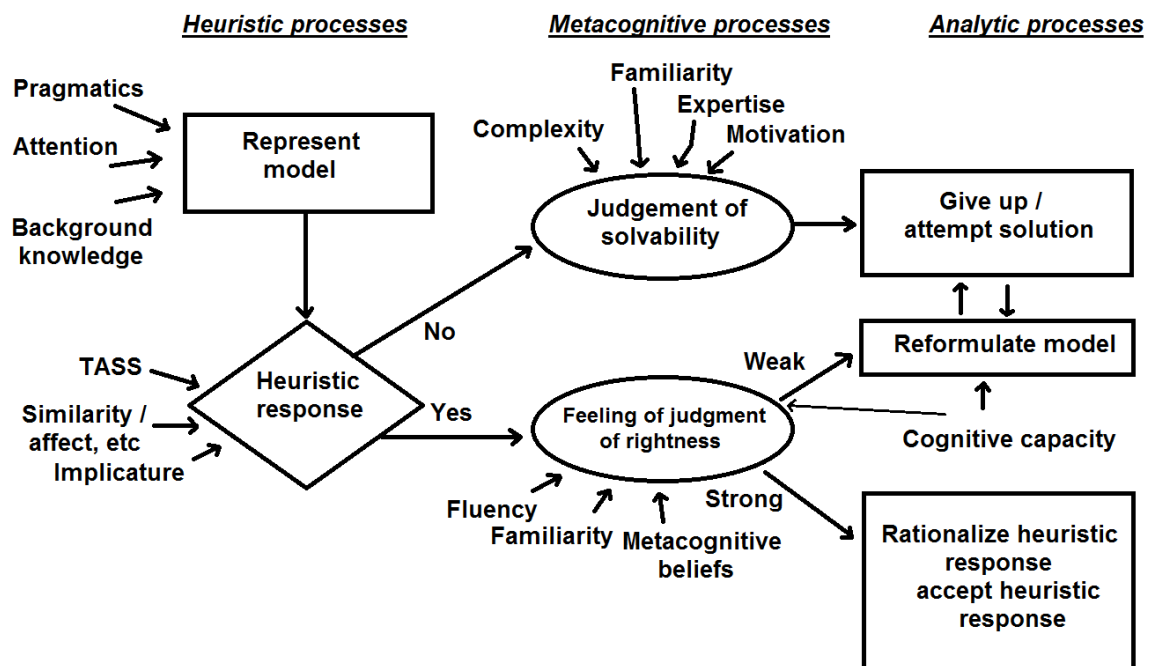 Heuristic processes
Metacognitive processes
Analytic processes
Pragmatics
Attention
Background
knowledge
Represent
model
Familiarity
Expertise
Complexity
Motivation
Judgement of
solvability
Give up /
attempt solution
No
TASS
Similarity /
affect, etc
Implicature
Heuristic
response
Yes
Weak
Reformulate model
Feeling of judgment
of rightness
Cognitive capacity
Strong
Fluency
Familiarity
Metacognitive
beliefs
Rationalize heuristic
response
accept heuristic
response